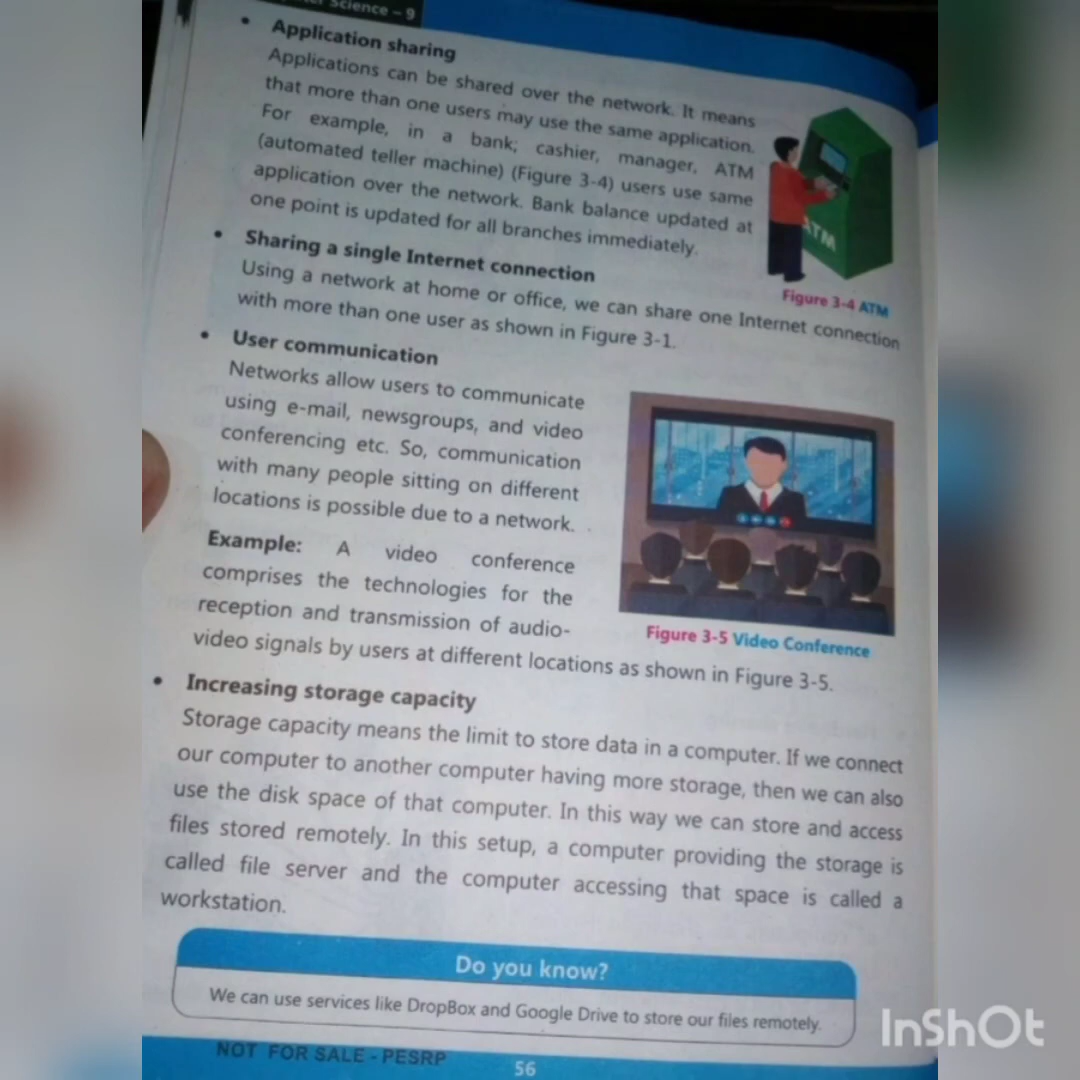 Science – 9
• Application sharing
Applications can be shared over the network. It means
that more than one users may use the same application.
For example, in a bank; cashier, manager, ATM
(automated teller machine) (Figure 3-4) users use same
application over the network. Bank balance updated at
one point is updated for all branches immediately.
ATM
Figure 3-4 ATM
• Sharing a single Internet connection
Using a network at home or office, we can share one Internet connection
with more than one user as shown in Figure 3-1.
• User communication
Networks allow users to communicate
using e-mail, newsgroups, and video
conferencing etc. So, communication
with many people sitting on different
locations is possible due to a network.
Example: A video conference
comprises the technologies for the
reception and transmission of audio-
video signals by users at different locations as shown in Figure 3-5.
Figure 3-5 Video Conference
• Increasing storage capacity
Storage capacity means the limit to store data in a computer. If we connect
our computer to another computer having more storage, then we can also
use the disk space of that computer. In this way we can store and access
files stored remotely. In this setup, a computer providing the storage is
called file server and the computer accessing that space is called a
workstation.
Do you know?
We can use services like DropBox and Google Drive to store our files remotely.
NOT FOR SALE - PESRP
56
InShOt